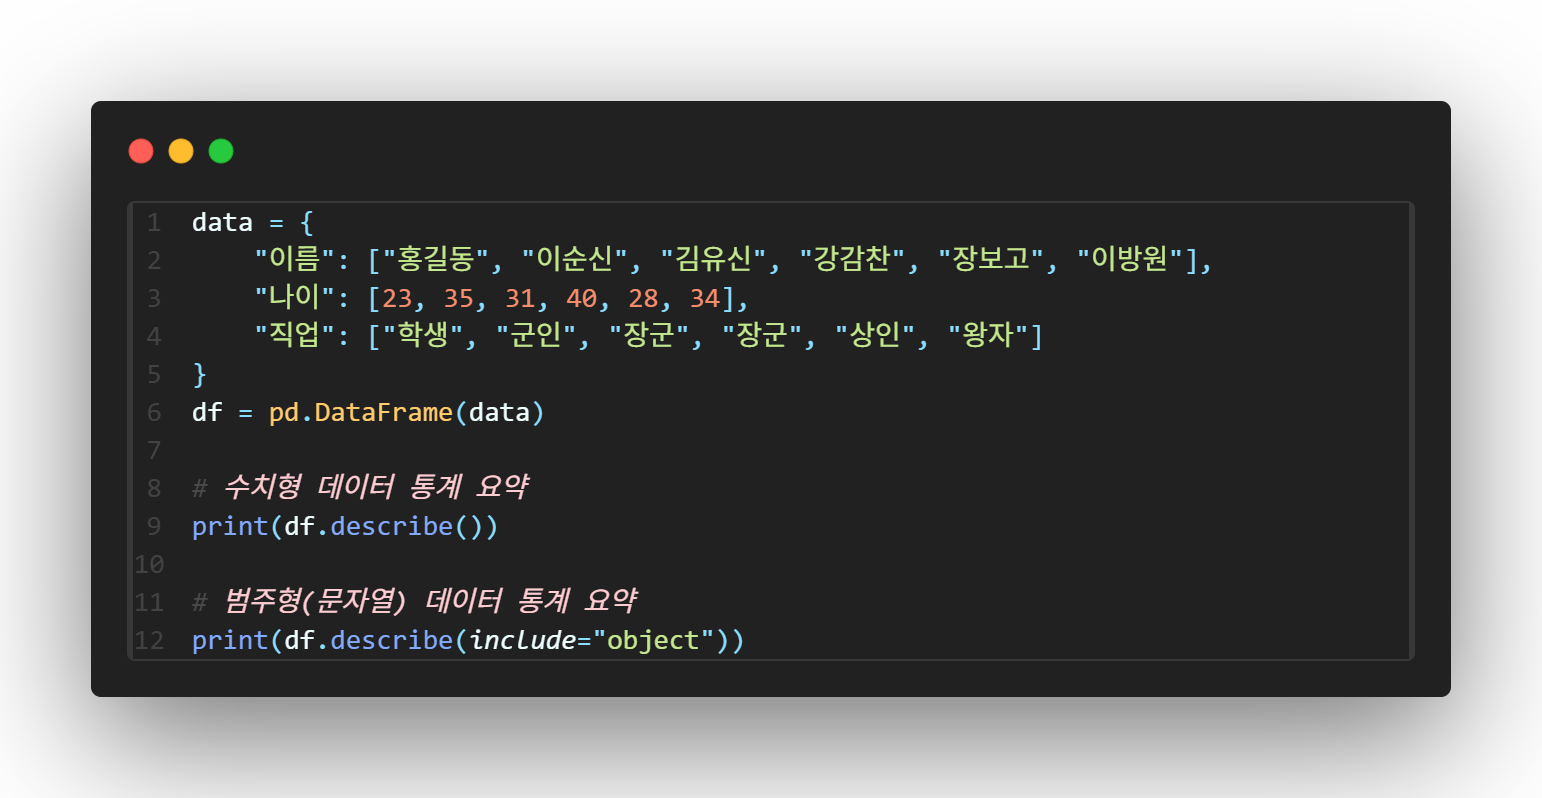 1 data = {
2     "이름": ["홍길동", "이순신", "김유신", "강감찬", "장보고", "이방원"],
3     "나이": [23, 35, 31, 40, 28, 34],
4     "직업": ["학생", "군인", "장군", "장군", "상인", "왕자"]
5 }
6 df = pd.DataFrame(data)
7
8 # 수치형 데이터 통계 요약
9 print(df.describe())
10
11 # 범주형(문자열) 데이터 통계 요약
12 print(df.describe(include="object"))